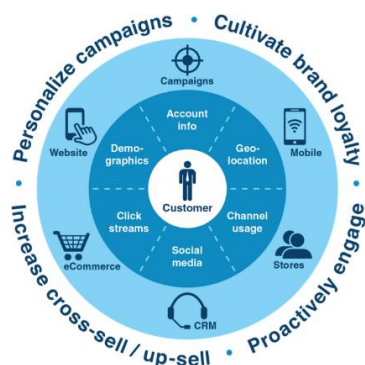 Personalize campaigns • Cultivate brand loyalty •
Campaigns
Website
Mobile
Account
info
Demo-
graphics
Geo-
location
Customer
Click
streams
Channel
usage
Social
media
eCommerce
Stores
CRM
• Increase cross-sell / up-sell • Proactively engage